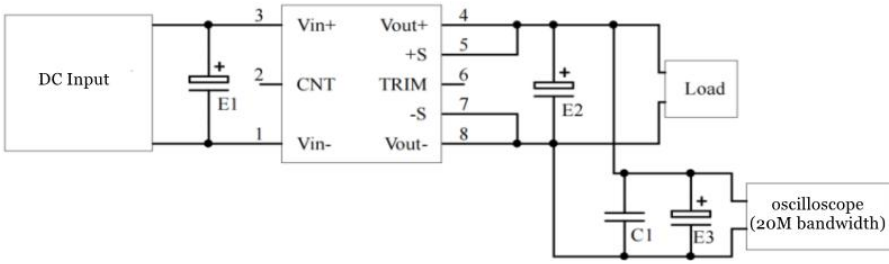 DC Input
+
E1
3
2
1
Vin+
CNT
Vin-
Vout+
+S
TRIM
-S
Vout-
4
5
6
7
8
+
E2
Load
C1
+
E3
oscilloscope
(20M bandwidth)